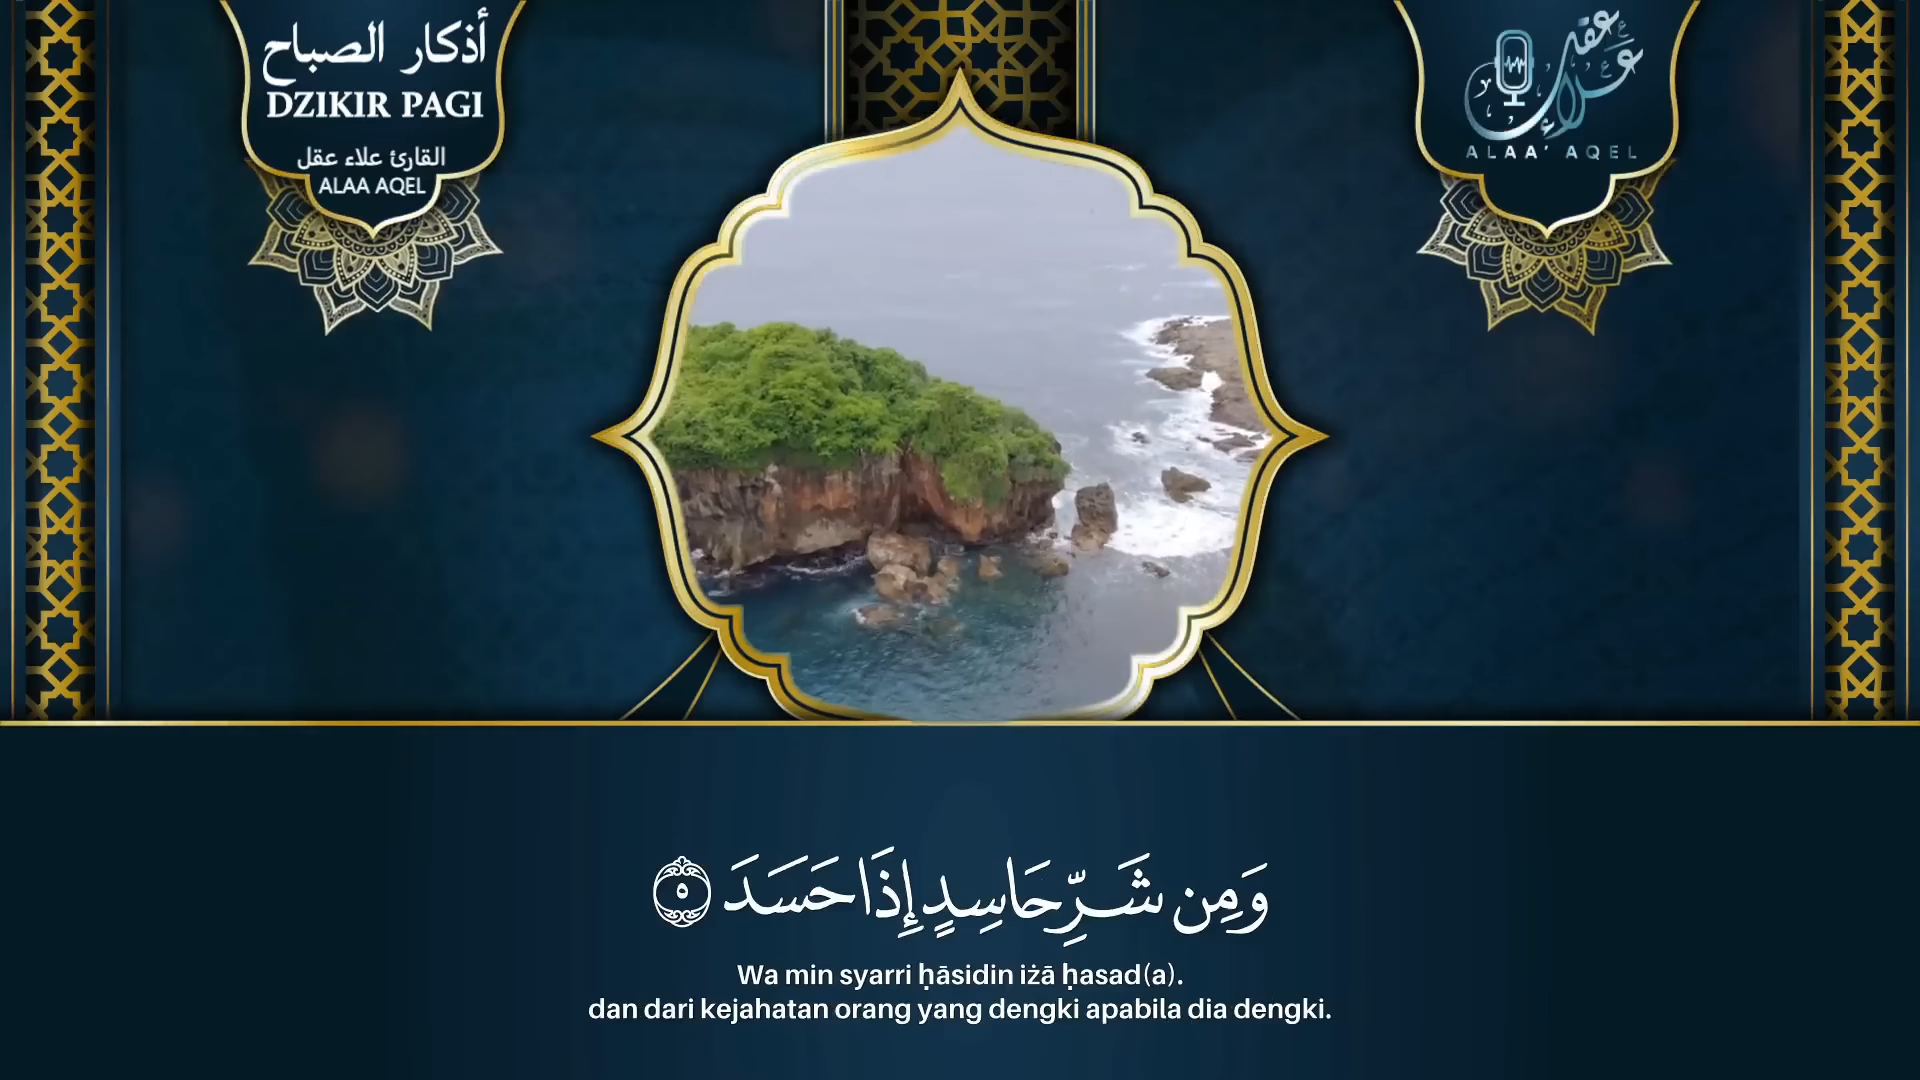 أذكار الصباح
DZIKIR PAGI
القارئ علاء عقل
ALAA AQEL
علاء عقل
ALAA' AQEL
وَمِن شَرِّ حَاسِدٍ إِذَا حَسَدَ ٥
Wa min syarri ḥāsidin iżā ḥasad(a).
dan dari kejahatan orang yang dengki apabila dia dengki.